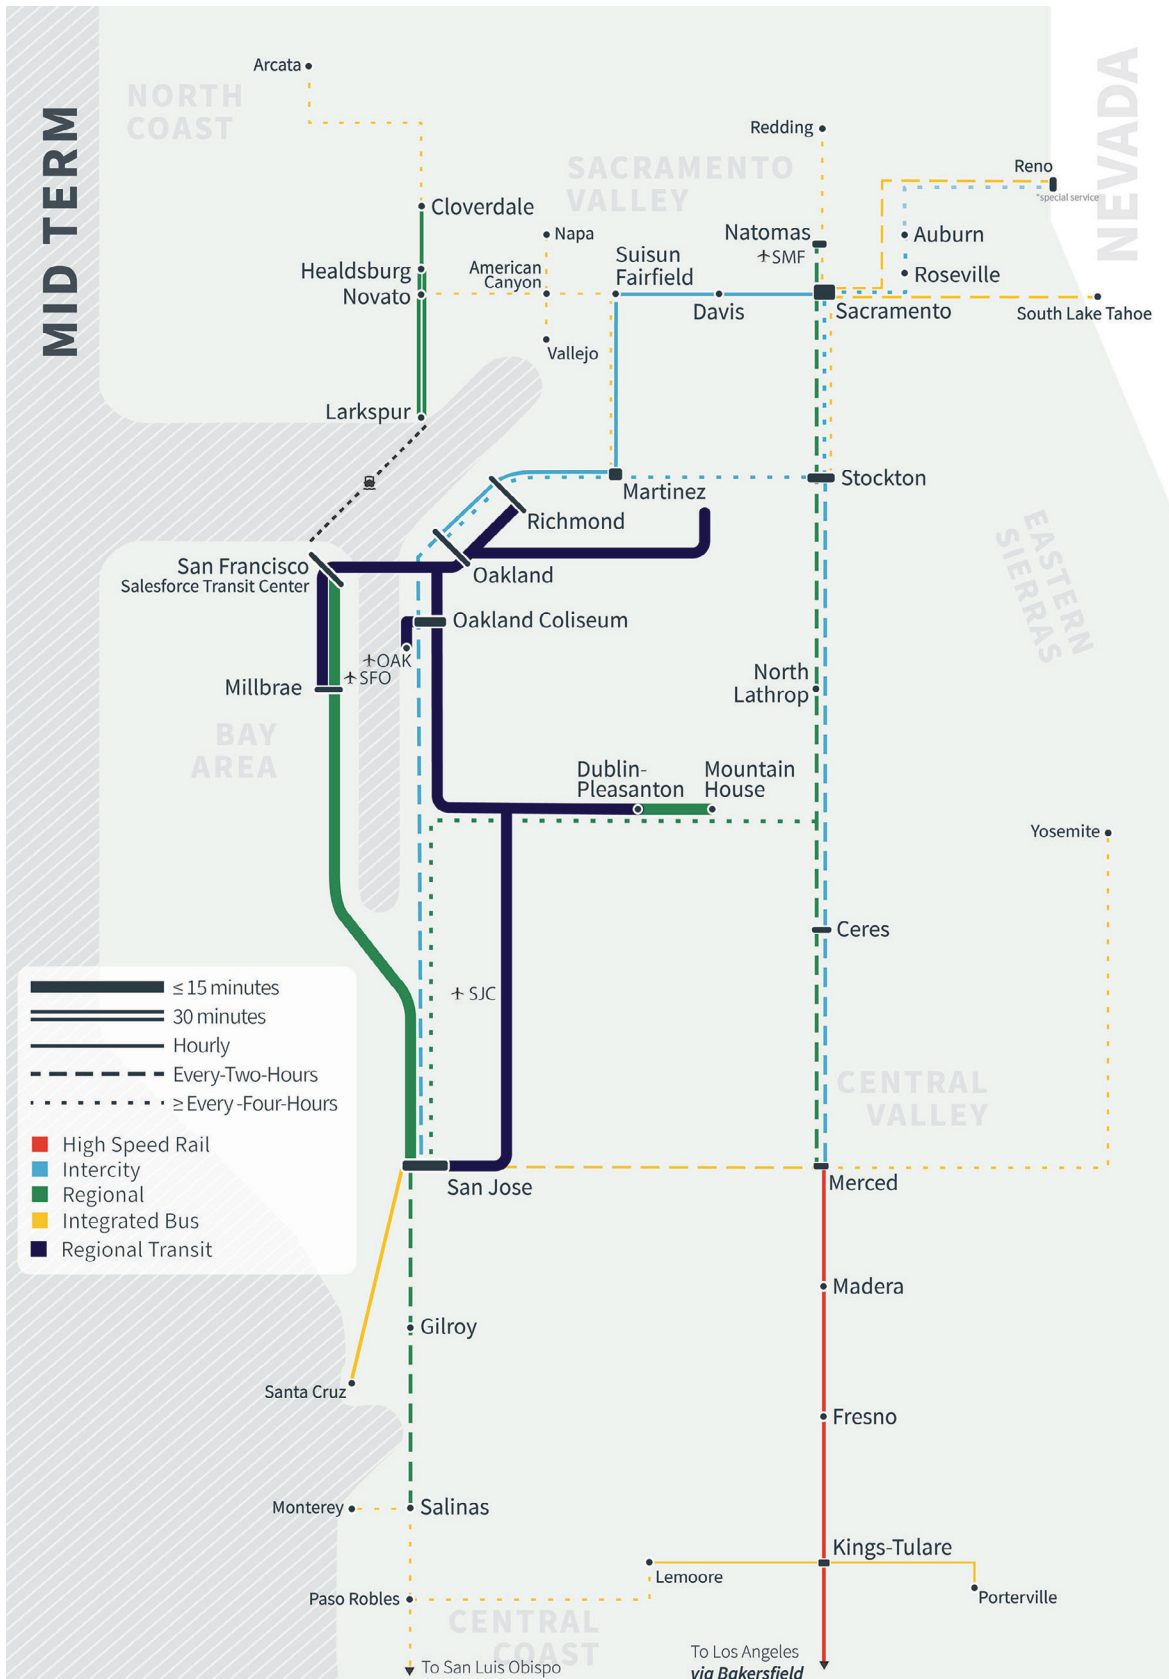 MID TERM
NORTH
COAST
SACRAMENTO
VALLEY
NEVADA
Arcata
Redding
Reno
*special service
Cloverdale
Napa
Natomas
SMF
Auburn
Healdsburg
American
Canyon
Suisun
Fairfield
Roseville
Novato
Davis
Sacramento
South Lake Tahoe
Vallejo
Larkspur
Martinez
Stockton
Richmond
EASTERN
SIERRAS
San Francisco
Salesforce Transit Center
Oakland
Oakland Coliseum
OAK
SFO
Millbrae
North
Lathrop
BAY
AREA
Dublin-
Pleasanton
Mountain
House
Yosemite
Ceres
SJC
≤ 15 minutes
30 minutes
Hourly
Every-Two-Hours
≥ Every -Four-Hours
High Speed Rail
Intercity
Regional
Integrated Bus
Regional Transit
CENTRAL
VALLEY
San Jose
Merced
Madera
Gilroy
Santa Cruz
Fresno
Monterey
Salinas
Kings-Tulare
Lemoore
Porterville
Paso Robles
CENTRAL
COAST
To San Luis Obispo
To Los Angeles
via Bakersfield